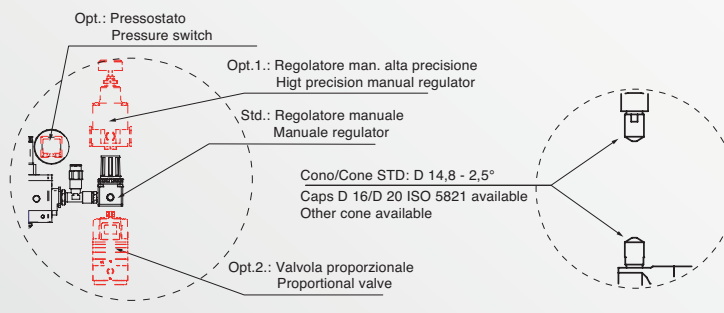 Opt.: Pressostato
Pressure switch
Opt.1.: Regolatore man. alta precisione
Higt precision manual regulator
Std.: Regolatore manuale
Manuale regulator
Cono/Cone STD: D 14,8 - 2,5°
Caps D 16/D 20 ISO 5821 available
Other cone available
Opt.2.: Valvola proporzionale
Proportional valve